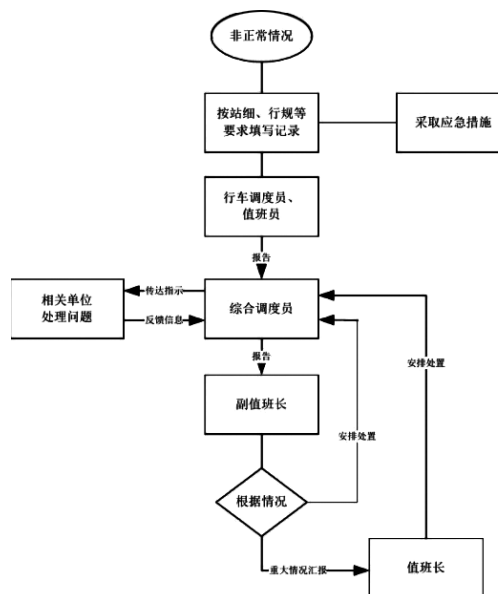 非正常情况
按站细、行规等
要求填写记录
采取应急措施
行车调度员、
值班员
报告
传达指示
相关单位
处理问题
综合调度员
反馈信息
报告
安排处置
副值班长
安排处置
根据情况
重大情况汇报
值班长